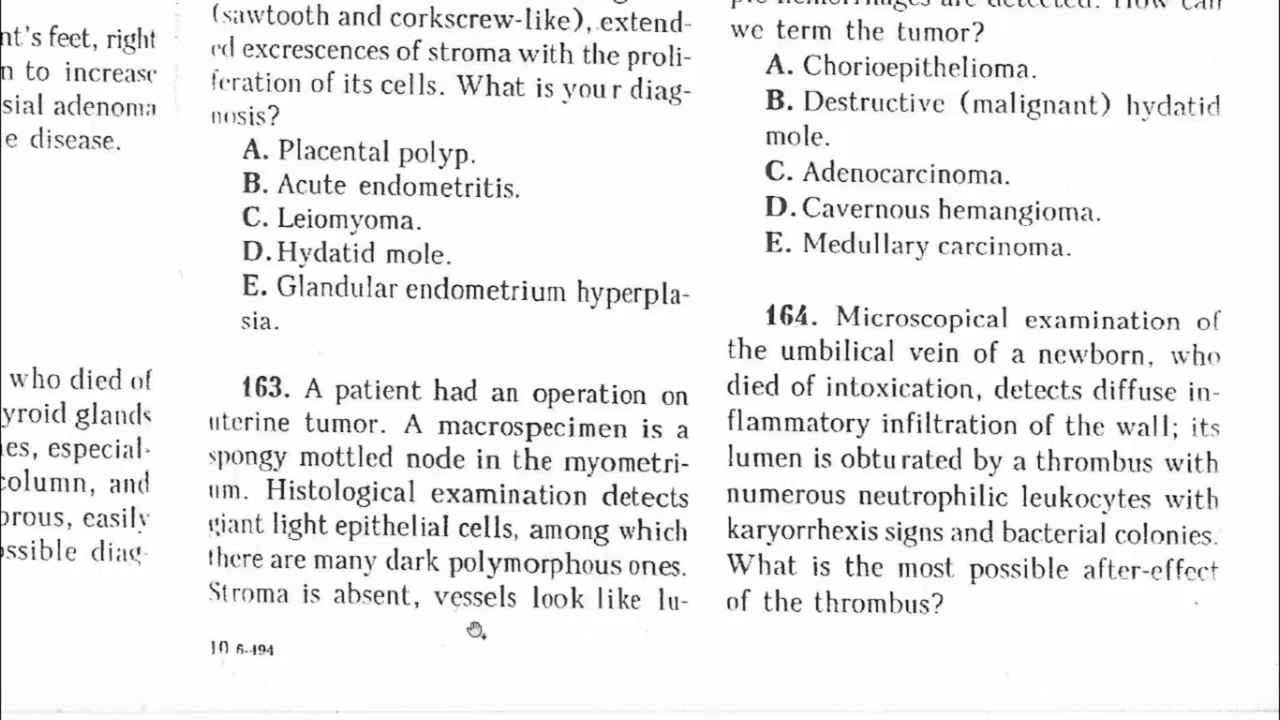 nt's feet, right
n to increase
sial adenoma
e disease.
who died of
yroid glands
es, especial-
column, and
orous, easily
ossible diag-
(sawtooth and corkscrew-like), extend-
ed excrescences of stroma with the proli-
feration of its cells. What is your diag-
nosis?
A. Placental polyp.
B. Acute endometritis.
C. Leiomyoma.
D. Hydatid mole.
E. Glandular endometrium hyperpla-
sia.
163. A patient had an operation on
uterine tumor. A macrospecimen is a
spongy mottled node in the myometri-
um. Histological examination detects
giant light epithelial cells, among which
there are many dark polymorphous ones.
Stroma is absent, vessels look like lu-
10 6-494
ple hemorrhages are detected. How can
we term the tumor?
A. Chorioepithelioma.
B. Destructive (malignant) hydatid
mole.
C. Adenocarcinoma.
D. Cavernous hemangioma.
E. Medullary carcinoma.
164. Microscopical examination of
the umbilical vein of a newborn, who
died of intoxication, detects diffuse in-
flammatory infiltration of the wall; its
lumen is obturated by a thrombus with
numerous neutrophilic leukocytes with
karyorrhexis signs and bacterial colonies.
What is the most possible after-effect
of the thrombus?